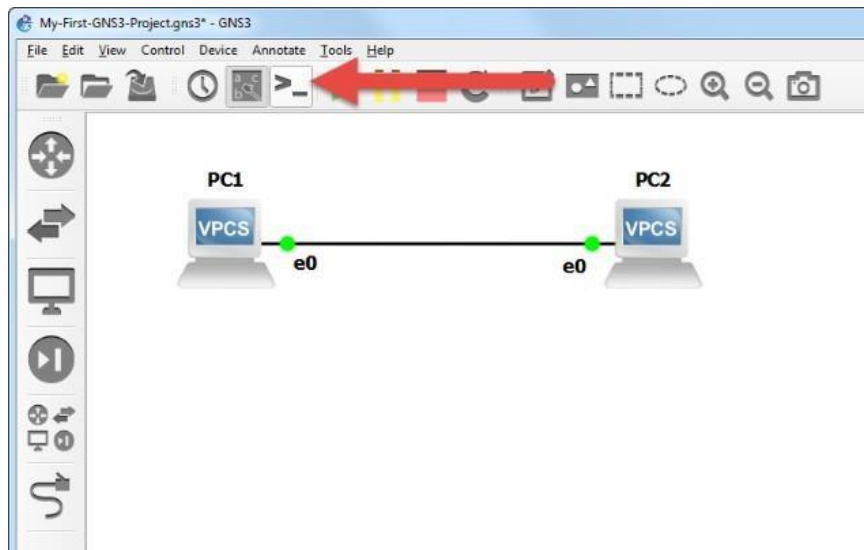 My-First-GNS3-Project.gns3* - GNS3
File Edit View Control Device Annotate Tools Help
PC1
PC2
VPCS
VPCS
e0
e0